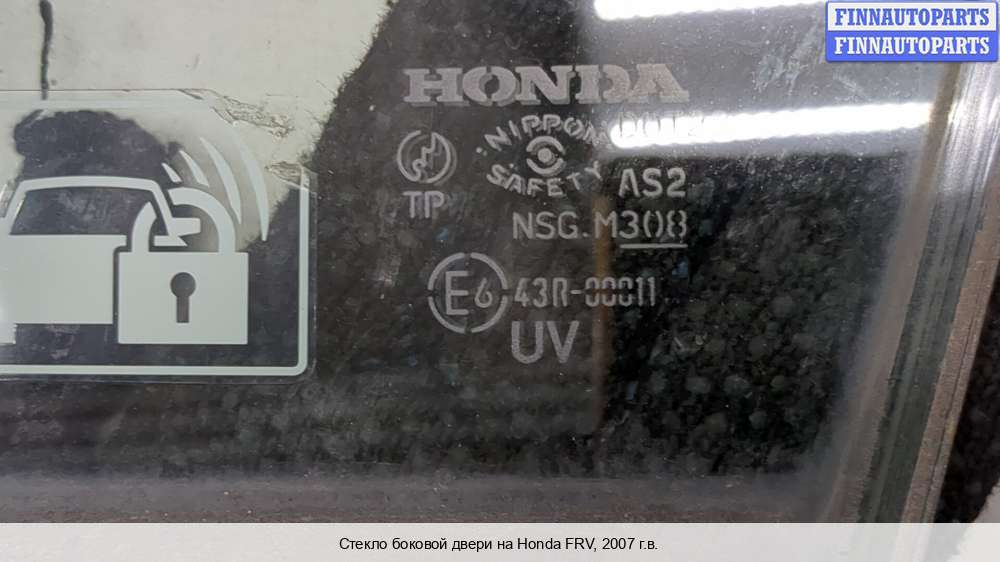 FINNAUTOPARTS
FINNAUTOPARTS
HONDA
NIPPON
SAFETY
AS2
TP
NSG. M308
E6 43R-00011
UV
Стекло боковой двери на Honda FRV, 2007 г.в.